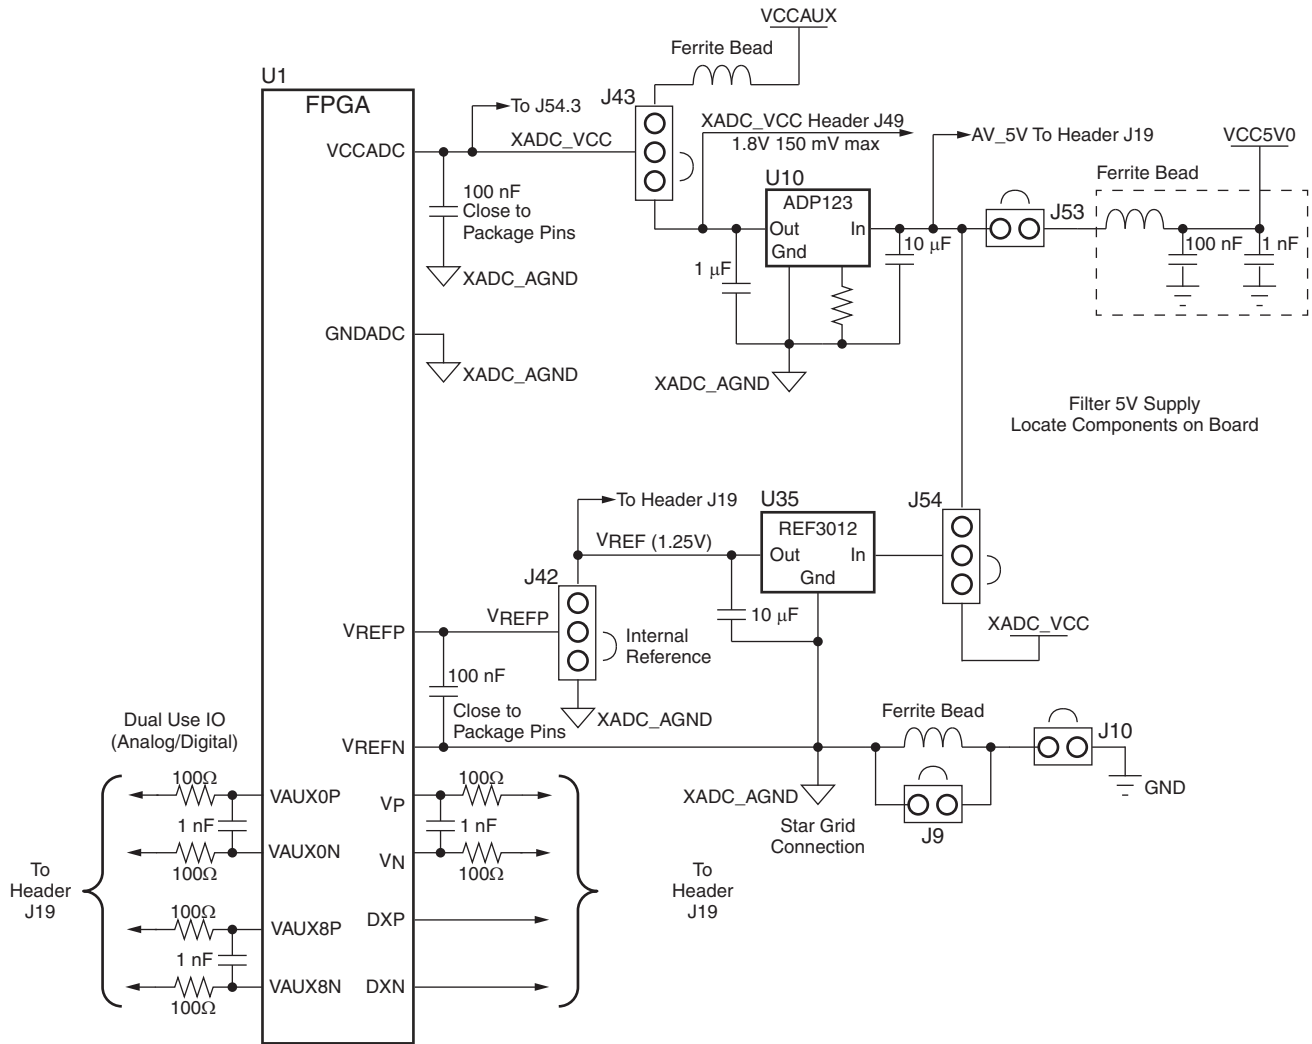 VCCAUX
Ferrite Bead
U1
FPGA
J43
To J54.3
XADC_VCC
VCCADC
XADC_VCC Header J49
1.8V 150 mV max
AV_5V To Header J19
VCC5V0
Ferrite Bead
U10
ADP123
Out
In
Gnd
J53
100 nF
Close to
Package Pins
XADC_AGND
1 µF
10 µF
100 nF
1 nF
GNDADC
XADC_AGND
XADC_AGND
Filter 5V Supply
Locate Components on Board
To Header J19
U35
REF3012
Out
In
Gnd
J54
VREF (1.25V)
J42
10 µF
XADC_VCC
VREFP
VREFP
Internal
Reference
100 nF
Close to
Package Pins
XADC_AGND
Ferrite Bead
J10
GND
VREFN
XADC_AGND
Star Grid
Connection
J9
Dual Use IO
(Analog/Digital)
100Ω
VAUX0P
1 nF
VAUX0N
100Ω
VP
100Ω
1 nF
VN
100Ω
To
Header
J19
To
Header
J19
100Ω
VAUX8P
1 nF
VAUX8N
100Ω
DXP
DXN